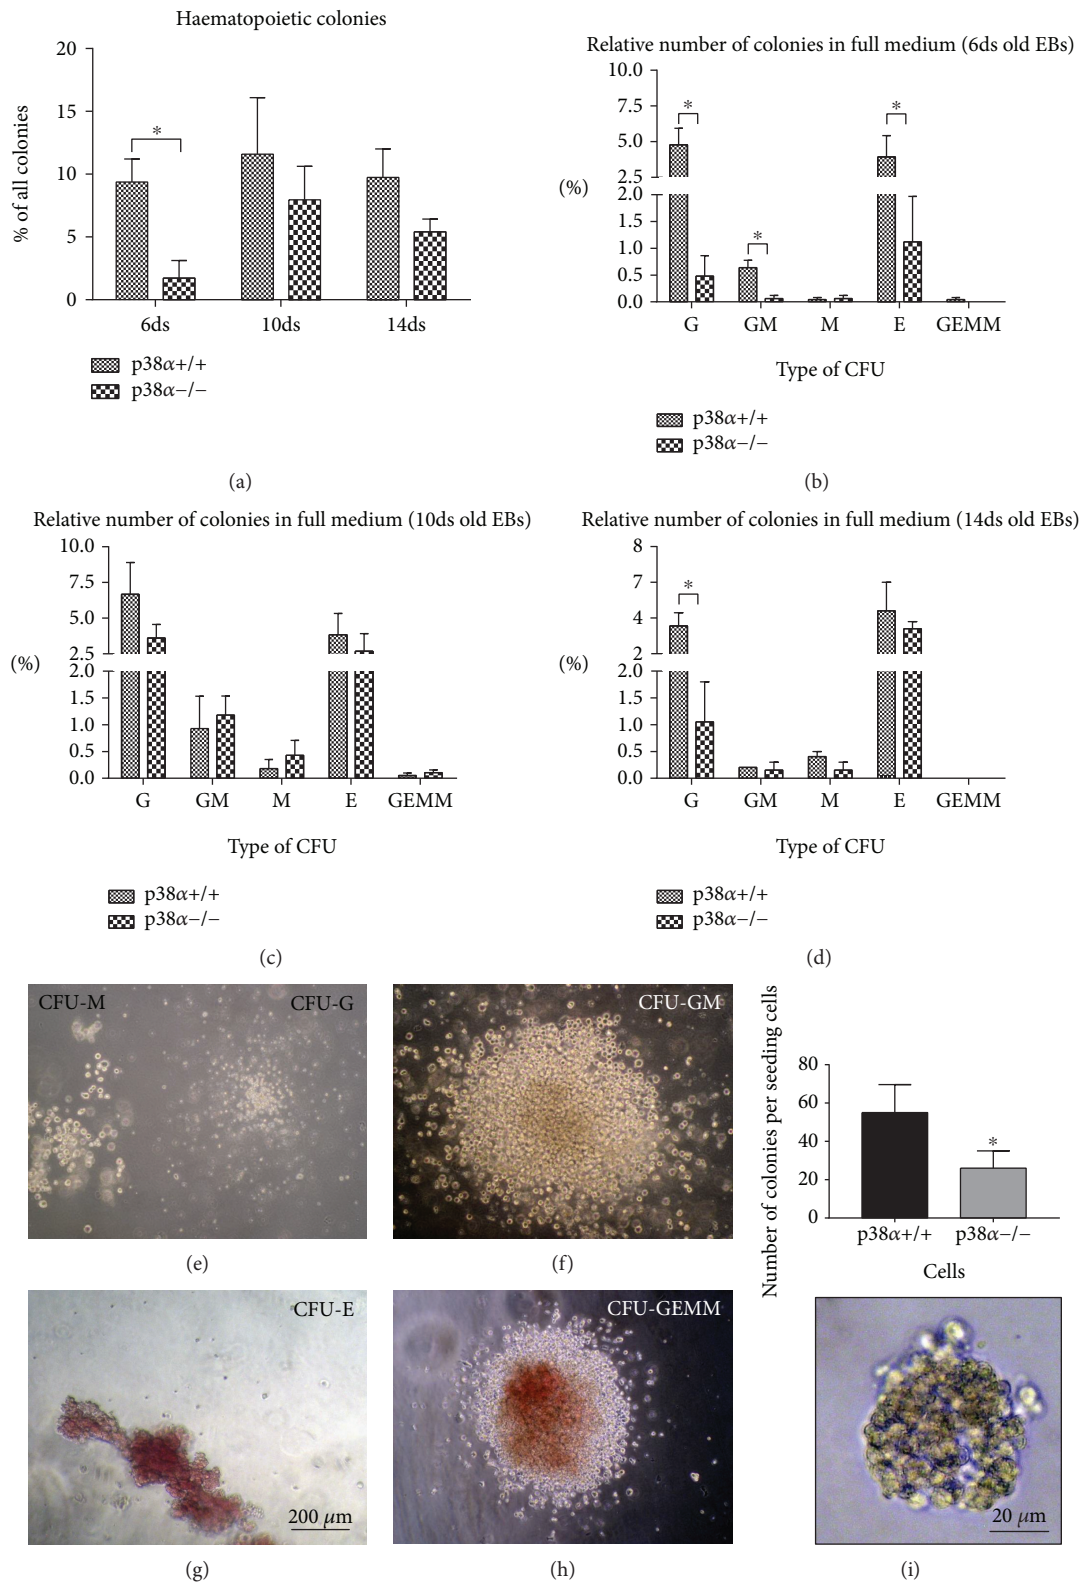 Haematopoietic colonies
% of all colonies
20
15
10
5
0
*
6ds
10ds
14ds
p38α+/+
p38α−/−
(a)
Relative number of colonies in full medium (6ds old EBs)
(%)
10.0
7.5
5.0
2.5
2.0
1.5
1.0
0.5
0.0
*
*
*
G
GM
M
E
GEMM
Type of CFU
p38α+/+
p38α−/−
(b)
Relative number of colonies in full medium (10ds old EBs)
(%)
10.0
7.5
5.0
2.5
2.0
1.5
1.0
0.5
0.0
G
GM
M
E
GEMM
Type of CFU
p38α+/+
p38α−/−
(c)
Relative number of colonies in full medium (14ds old EBs)
(%)
8
7
4
2
2.0
1.5
1.0
0.5
0.0
*
G
GM
M
E
GEMM
Type of CFU
p38α+/+
p38α−/−
(d)
CFU-M
CFU-G
(e)
CFU-GM
(f)
CFU-E
200 μm
(g)
CFU-GEMM
(h)
Number of colonies per seeding cells
80
60
40
20
0
*
p38α+/+
p38α−/−
Cells
20 μm
(i)